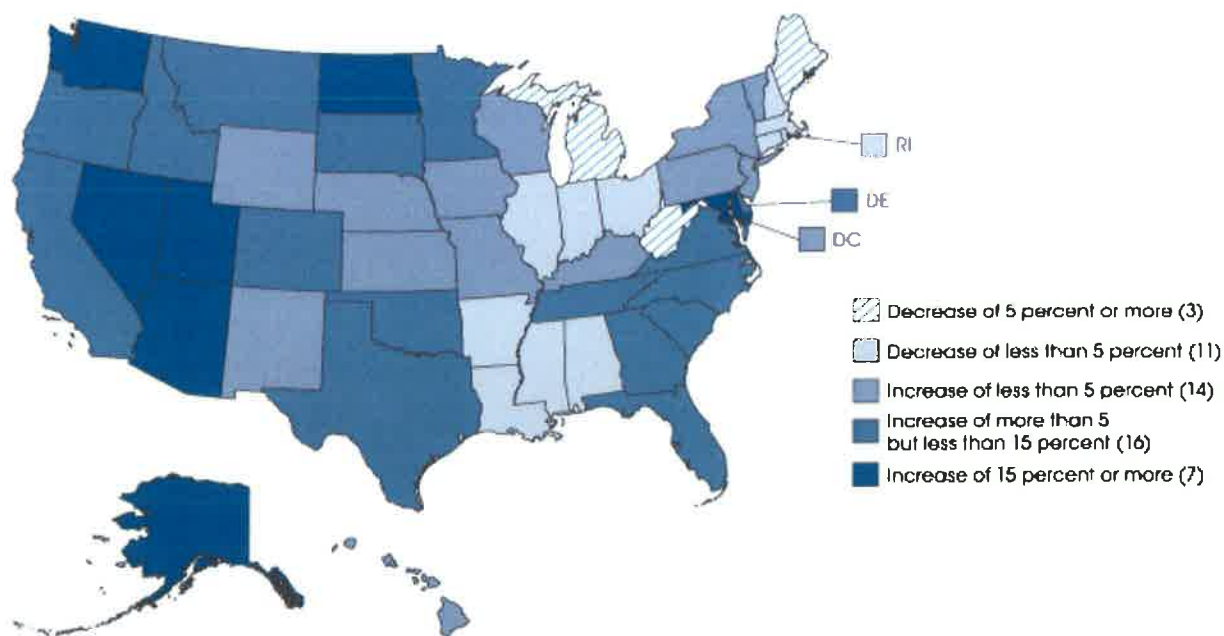 RI
DE
DC
Decrease of 5 percent or more (3)
Decrease of less than 5 percent (11)
Increase of less than 5 percent (14)
Increase of more than 5
but less than 15 percent (16)
Increase of 15 percent or more (7)